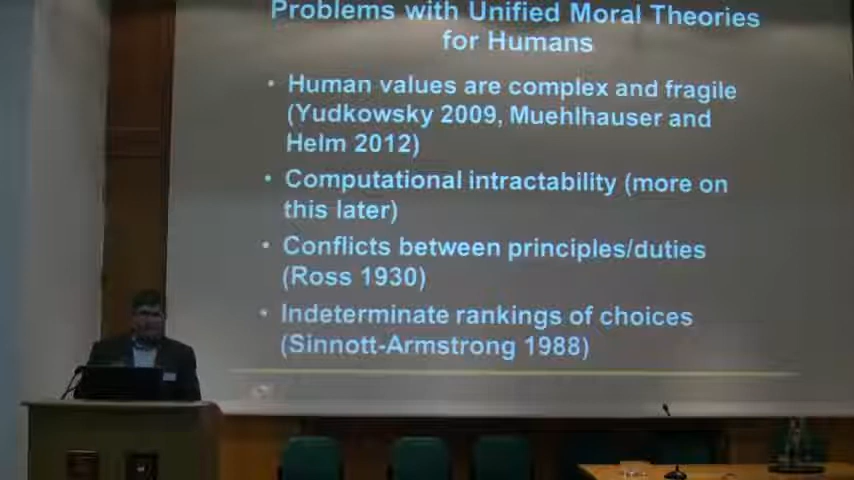 Problems with Unified Moral Theories
for Humans
• Human values are complex and fragile
(Yudkowsky 2009, Muehlhauser and
Helm 2012)
• Computational intractability (more on
this later)
• Conflicts between principles/duties
(Ross 1930)
• Indeterminate rankings of choices
(Sinnott-Armstrong 1988)